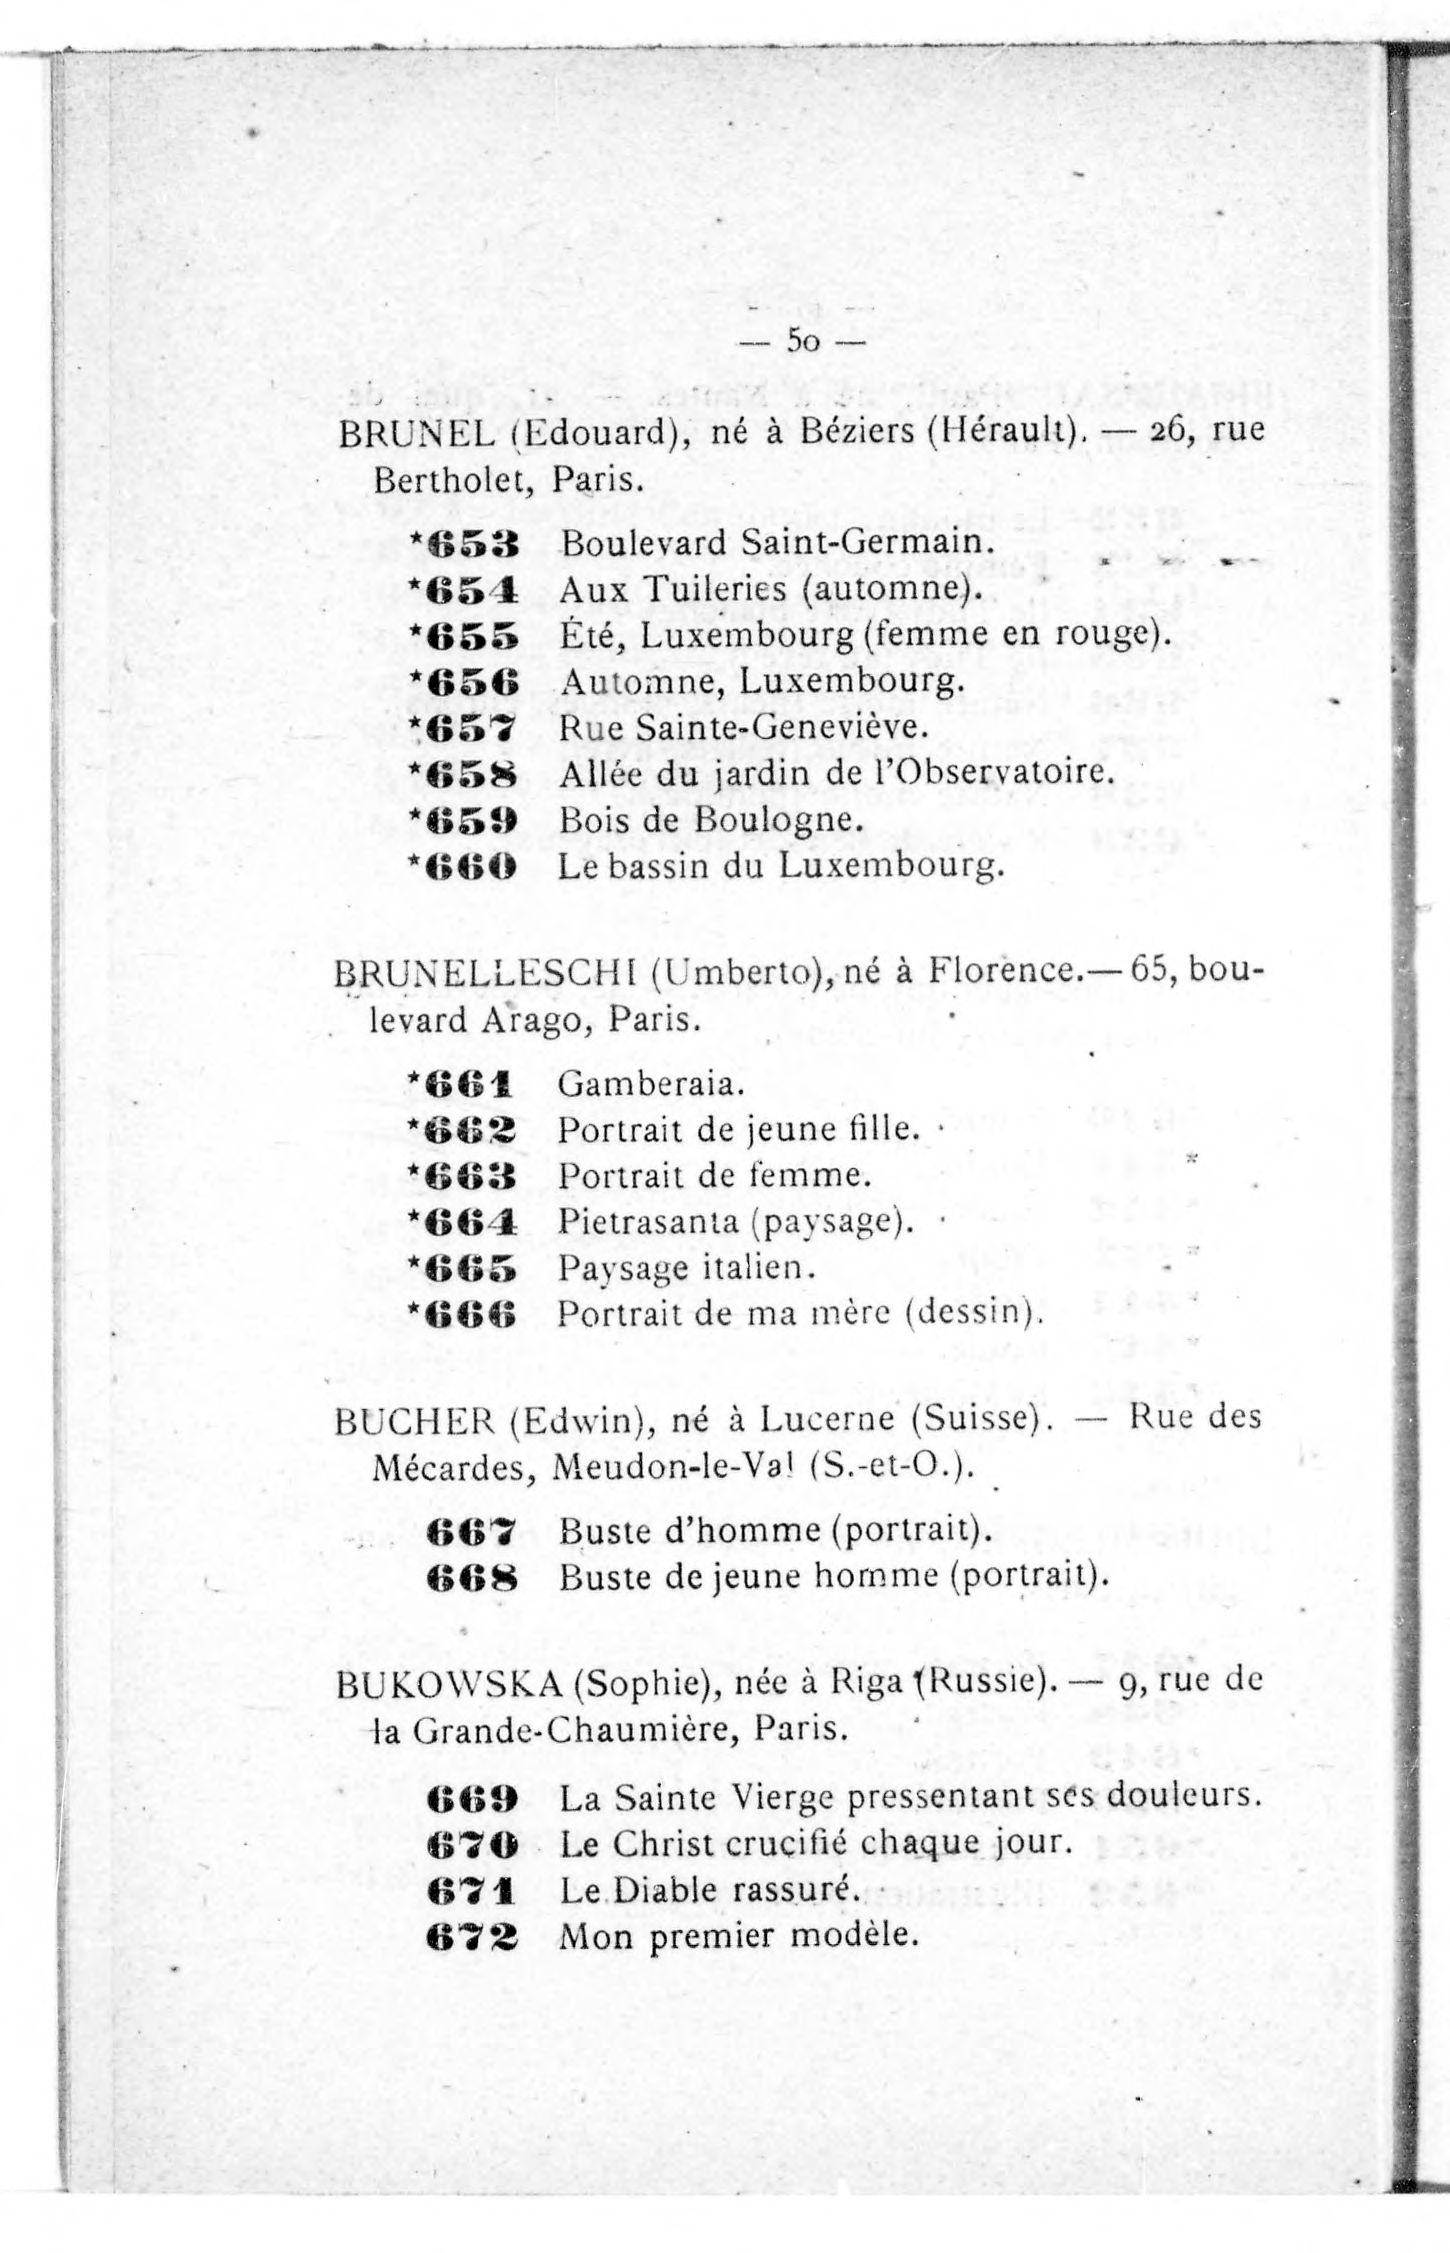 — 50 —
BRUNEL (Edouard), né à Béziers (Hérault). — 26, rue
Bertholet, Paris.
*653 Boulevard Saint-Germain.
*654 Aux Tuileries (automne).
*655 Été, Luxembourg (femme en rouge).
*656 Automne, Luxembourg.
*657 Rue Sainte-Geneviève.
*658 Allée du jardin de l'Observatoire.
*659 Bois de Boulogne.
*660 Le bassin du Luxembourg.
BRUNELLESCHI (Umberto), né à Florence. — 65, bou-
levard Arago, Paris.
*661 Gamberaia.
*662 Portrait de jeune fille.
*663 Portrait de femme.
*664 Pietrasanta (paysage).
*665 Paysage italien.
*666 Portrait de ma mère (dessin).
BUCHER (Edwin), né à Lucerne (Suisse). — Rue des
Mécardes, Meudon-le-Val (S.-et-O.).
667 Buste d'homme (portrait).
668 Buste de jeune homme (portrait).
BUKOWSKA (Sophie), née à Riga (Russie). — 9, rue de
la Grande-Chaumière, Paris.
669 La Sainte Vierge pressentant ses douleurs.
670 Le Christ crucifié chaque jour.
671 Le Diable rassuré.
672 Mon premier modèle.